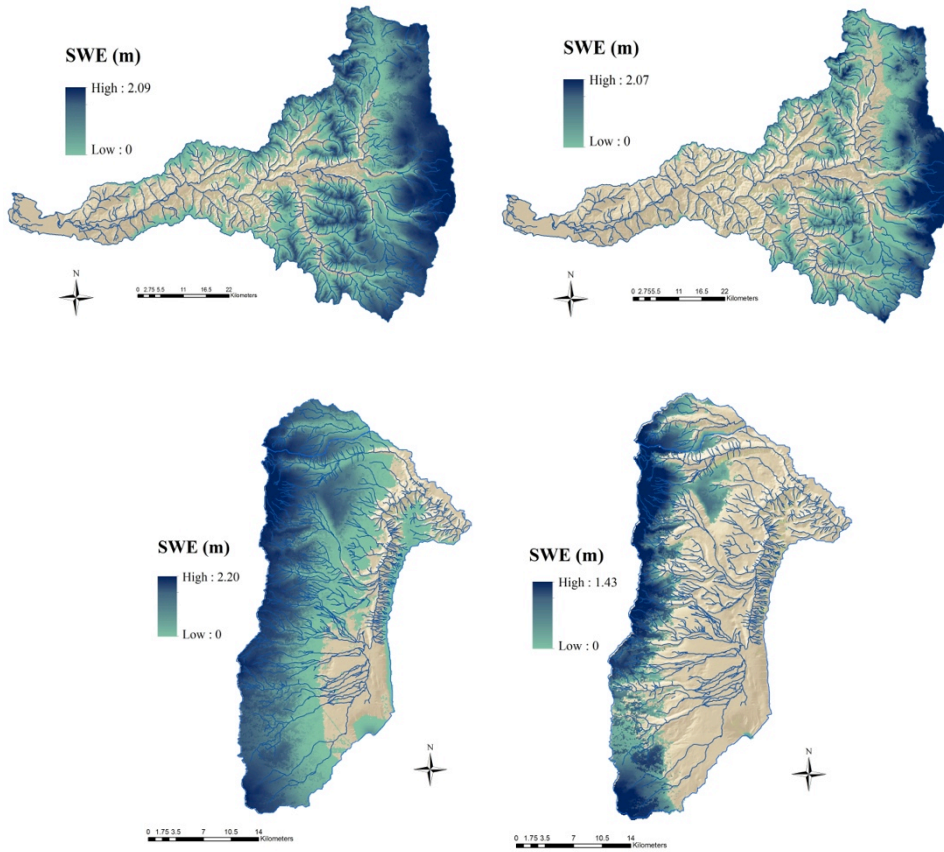 SWE (m)
High : 2.09
Low : 0
N
0 2.75 5.5 11 16.5 22
Kilometers
SWE (m)
High : 2.07
Low : 0
N
0 2.75 5.5 11 16.5 22
Kilometers
SWE (m)
High : 2.20
Low : 0
N
0 1.75 3.5 7 10.5 14
Kilometers
SWE (m)
High : 1.43
Low : 0
N
0 1.75 3.5 7 10.5 14
Kilometers